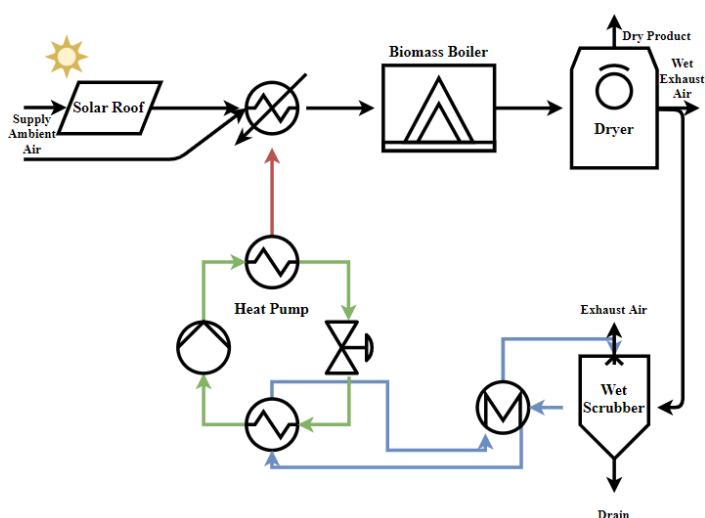 Dry Product
Biomass Boiler
Wet
Exhaust
Air
Solar Roof
Supply
Ambient
Air
Dryer
Heat Pump
Exhaust Air
Wet
Scrubber
Drain